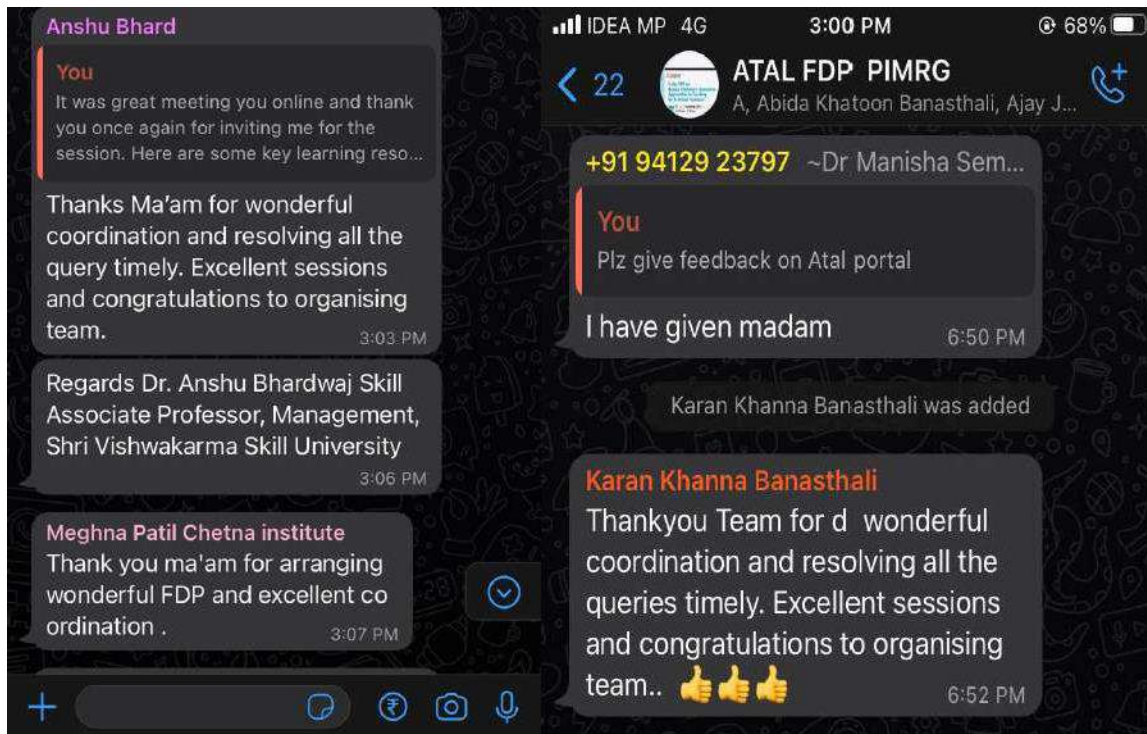 Anshu Bhard
You
It was great meeting you online and thank
you once again for inviting me for the
session. Here are some key learning reso...
Thanks Ma'am for wonderful
coordination and resolving all the
query timely. Excellent sessions
and congratulations to organising
team.
3:03 PM
Regards Dr. Anshu Bhardwaj Skill
Associate Professor, Management,
Shri Vishwakarma Skill University
3:06 PM
Meghna Patil Chetna institute
Thank you ma'am for arranging
wonderful FDP and excellent co
ordination .
3:07 PM
IDEA MP 4G 3:00 PM 68%
22 ATAL FDP PIMRG
A, Abida Khatoon Banasthali, Ajay J...
+91 94129 23797 ~Dr Manisha Sem...
You
Plz give feedback on Atal portal
I have given madam
6:50 PM
Karan Khanna Banasthali was added
Karan Khanna Banasthali
Thankyou Team for d wonderful
coordination and resolving all the
queries timely. Excellent sessions
and congratulations to organising
team.. 👍👍👍
6:52 PM